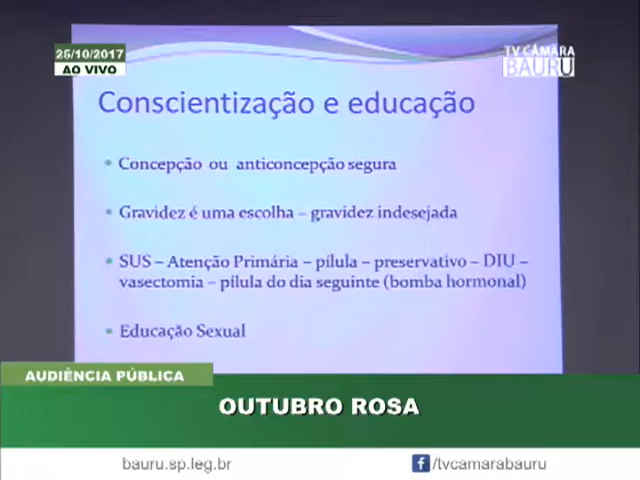 25/10/2017
AO VIVO
TV CÂMARA
BAURU
Conscientização e educação
• Concepção ou anticoncepção segura
• Gravidez é uma escolha – gravidez indesejada
• SUS – Atenção Primária – pílula – preservativo – DIU –
vasectomia – pílula do dia seguinte (bomba hormonal)
• Educação Sexual
AUDIÊNCIA PÚBLICA
OUTUBRO ROSA
bauru.sp.leg.br
/tvcamarabauru